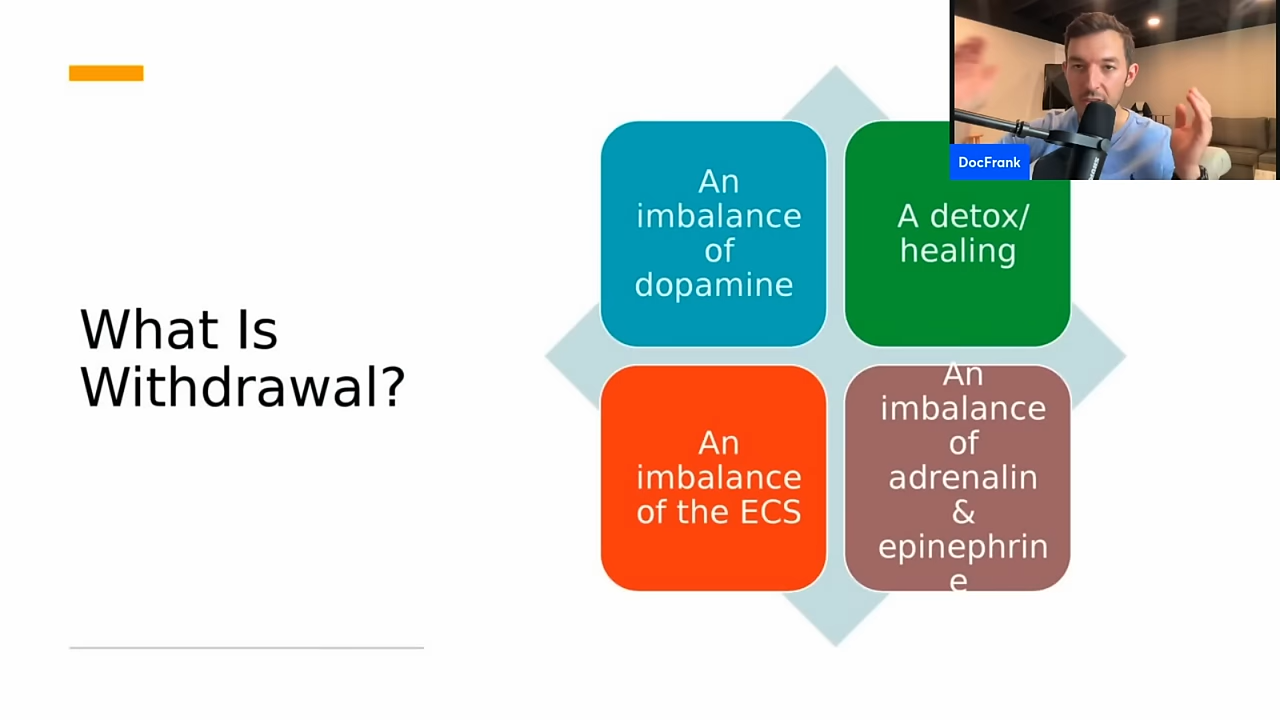 What Is
Withdrawal?
An
imbalance
of
dopamine
A detox/
healing
An
imbalance
of the ECS
An
imbalance
of
adrenalin
&
epinephrin
e
DocFrank